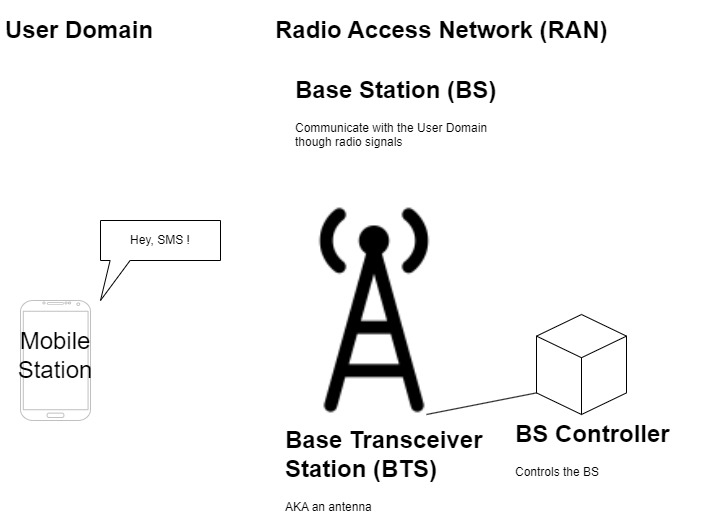 User Domain
Radio Access Network (RAN)
Base Station (BS)
Communicate with the User Domain
though radio signals
Hey, SMS !
Mobile
Station
Base Transceiver
Station (BTS)
AKA an antenna
BS Controller
Controls the BS